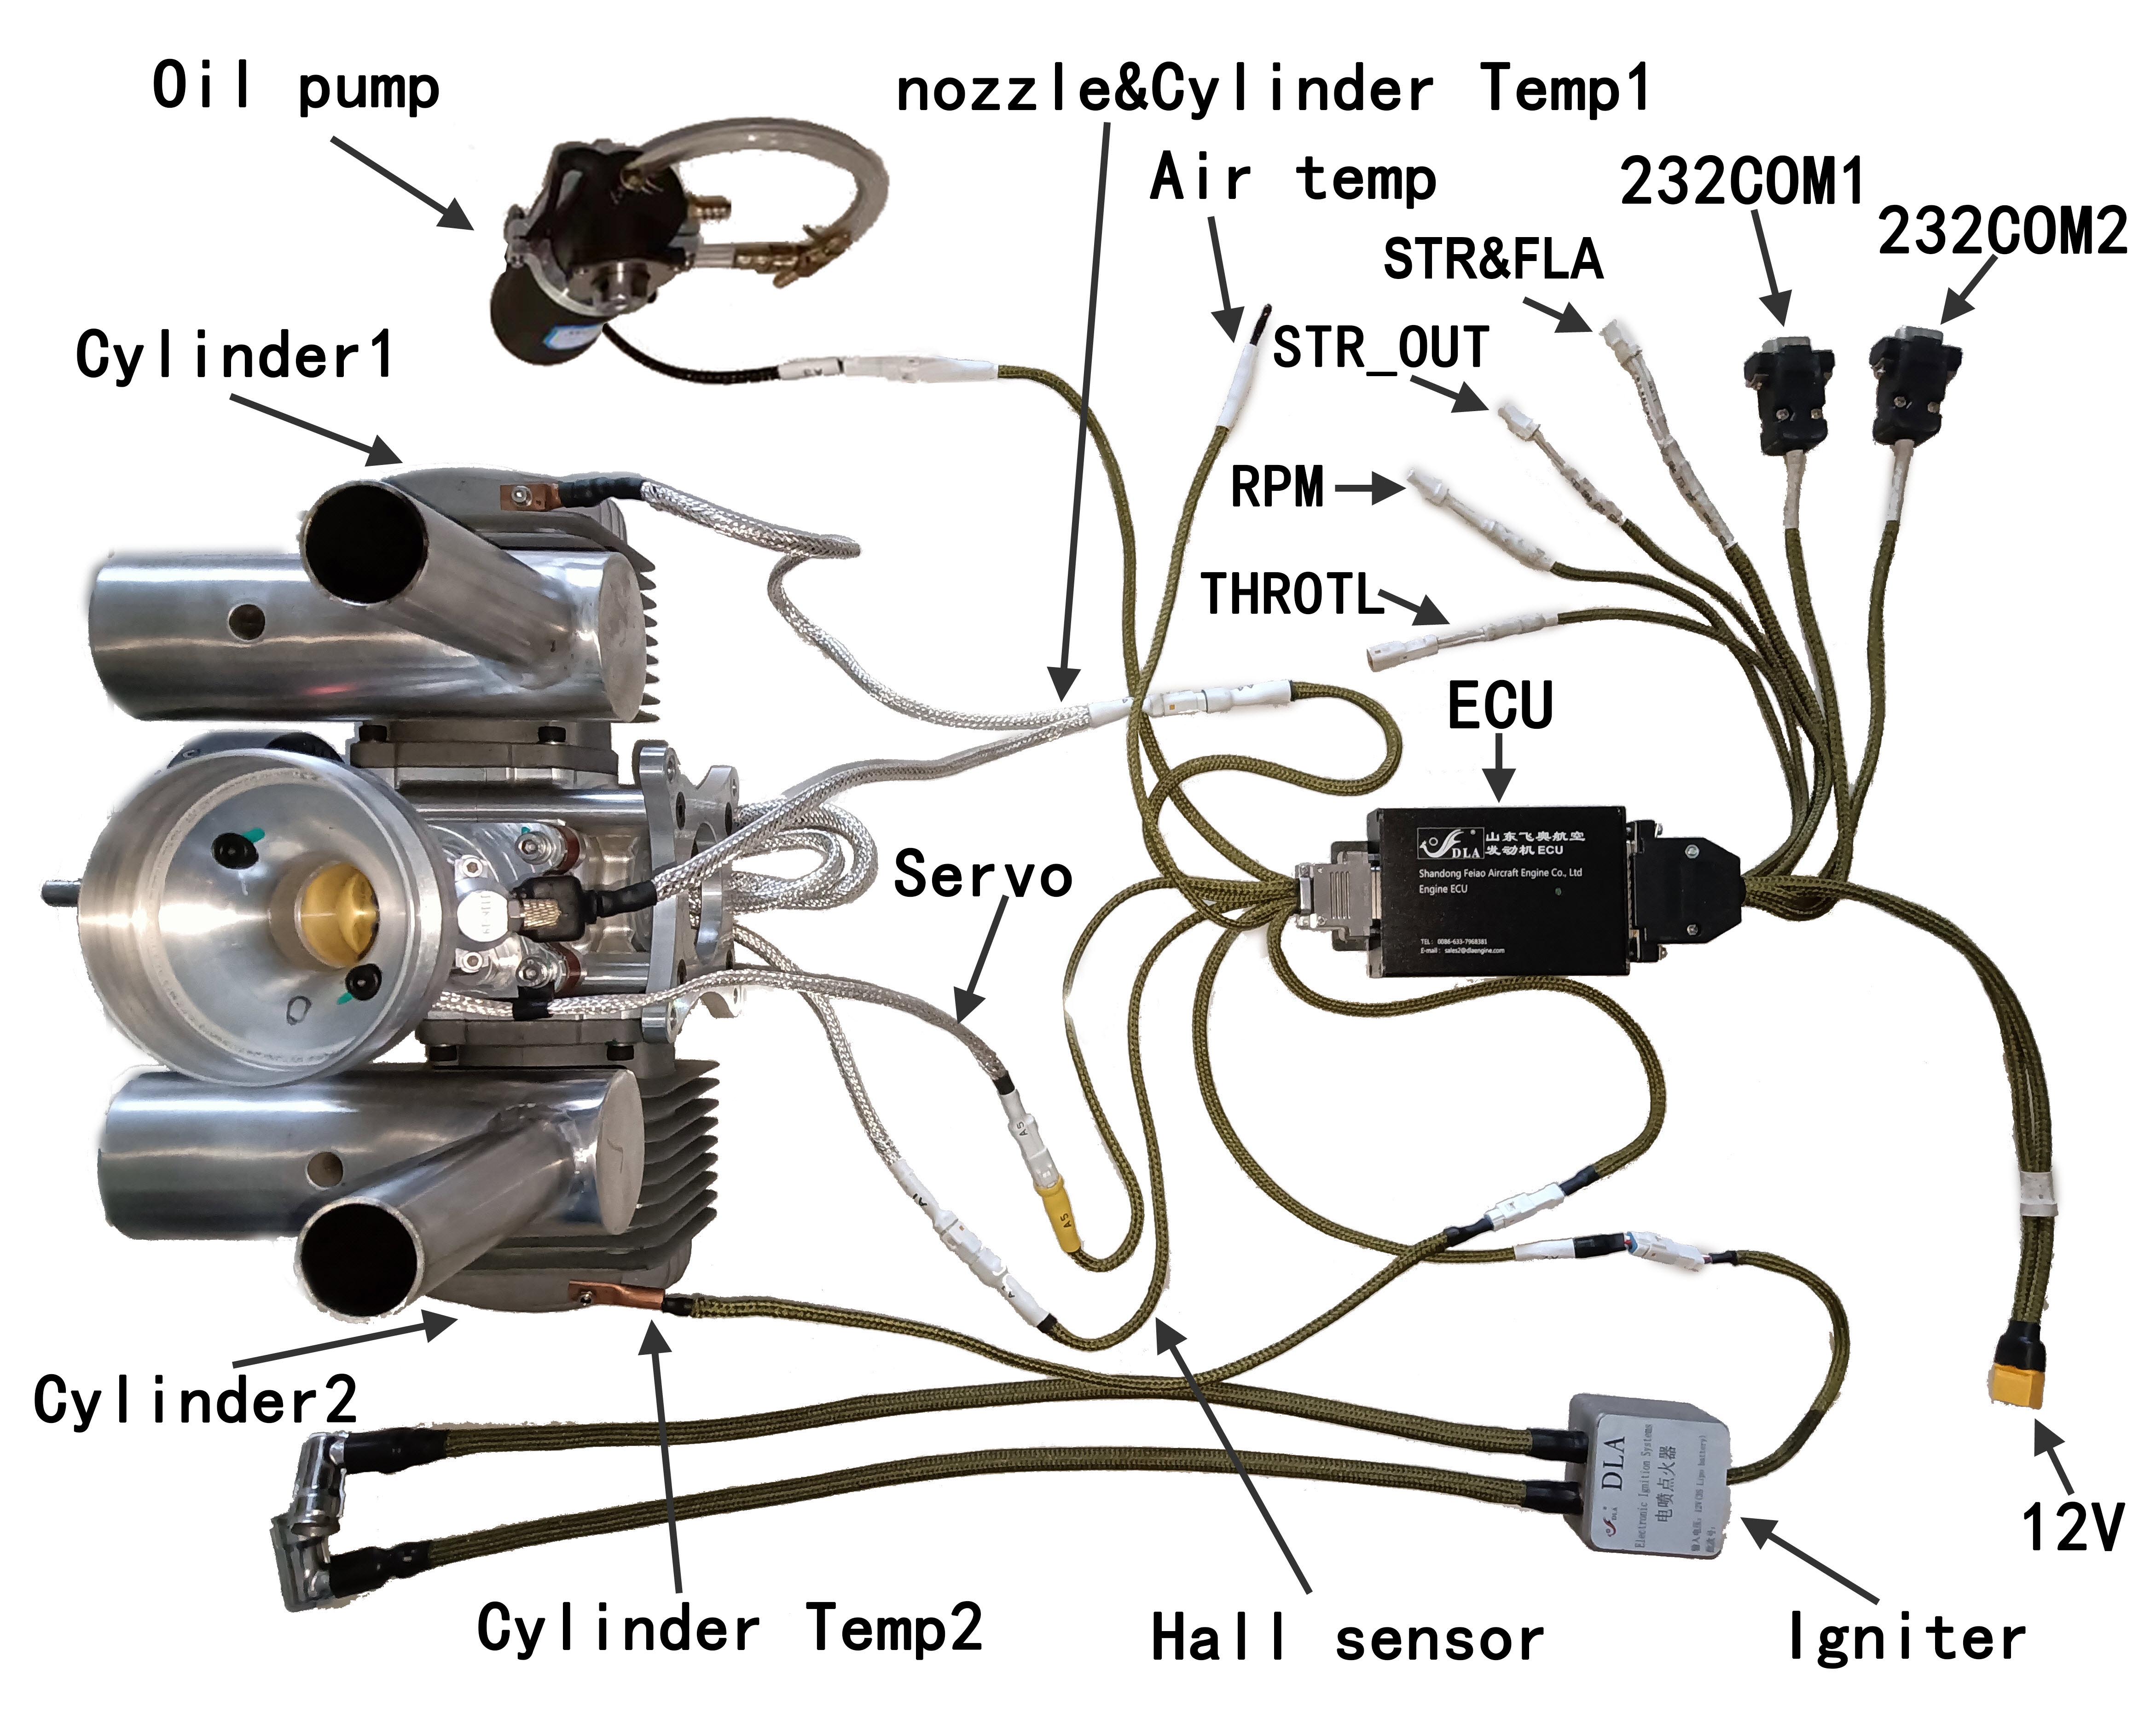 Oil pump
nozzle&Cylinder Temp1
Air temp
232COM1
232COM2
STR&FLA
STR_OUT
Cylinder1
RPM
THROTL
ECU
DLA
山东飞奥航空
发动机ECU
Shandong Feiao Aircraft Engine Co., Ltd
Engine ECU
TEL: 0086-633-7968381
E-mail: sales2@dlaengine.com
Servo
A5
A5
Cylinder2
DLA
DLA
Electronic Ignition Systems
电喷点火器
12V
Cylinder Temp2
Hall sensor
Igniter